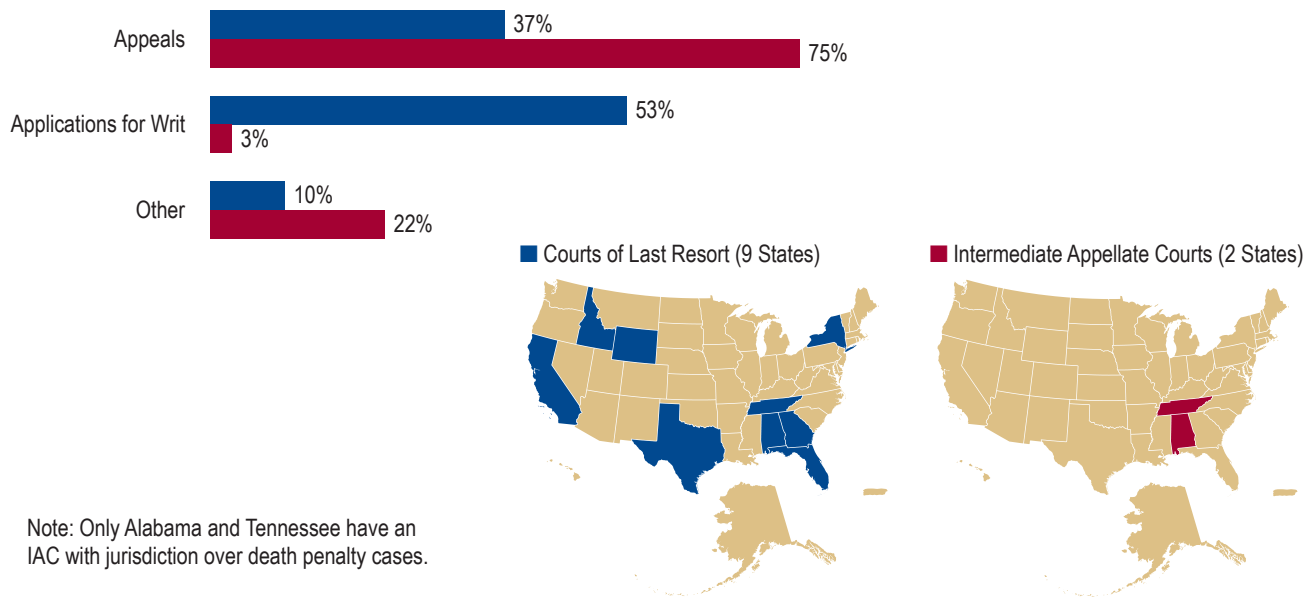 Appeals
37%
75%
Applications for Writ
53%
3%
Other
10%
22%
Courts of Last Resort (9 States)
Intermediate Appellate Courts (2 States)
Note: Only Alabama and Tennessee have an
IAC with jurisdiction over death penalty cases.